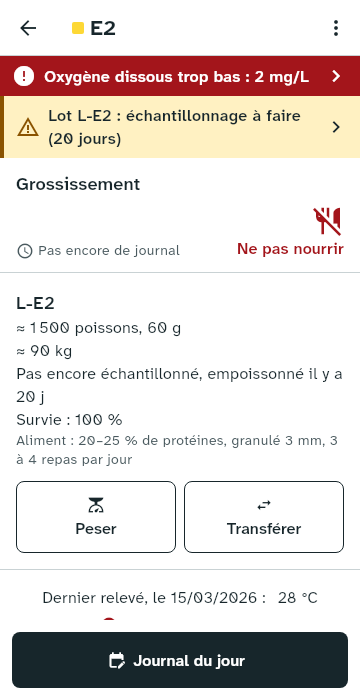 E2
Oxygène dissous trop bas : 2 mg/L
Lot L-E2 : échantillonnage à faire
(20 jours)
Grossissement
Pas encore de journal
Ne pas nourrir
L-E2
≈ 1 500 poissons, 60 g
≈ 90 kg
Pas encore échantillonné, empoissonné il y a
20 j
Survie : 100 %
Aliment : 20–25 % de protéines, granulé 3 mm, 3
à 4 repas par jour
Peser
Transférer
Dernier relevé, le 15/03/2026 : 28 °C
Journal du jour